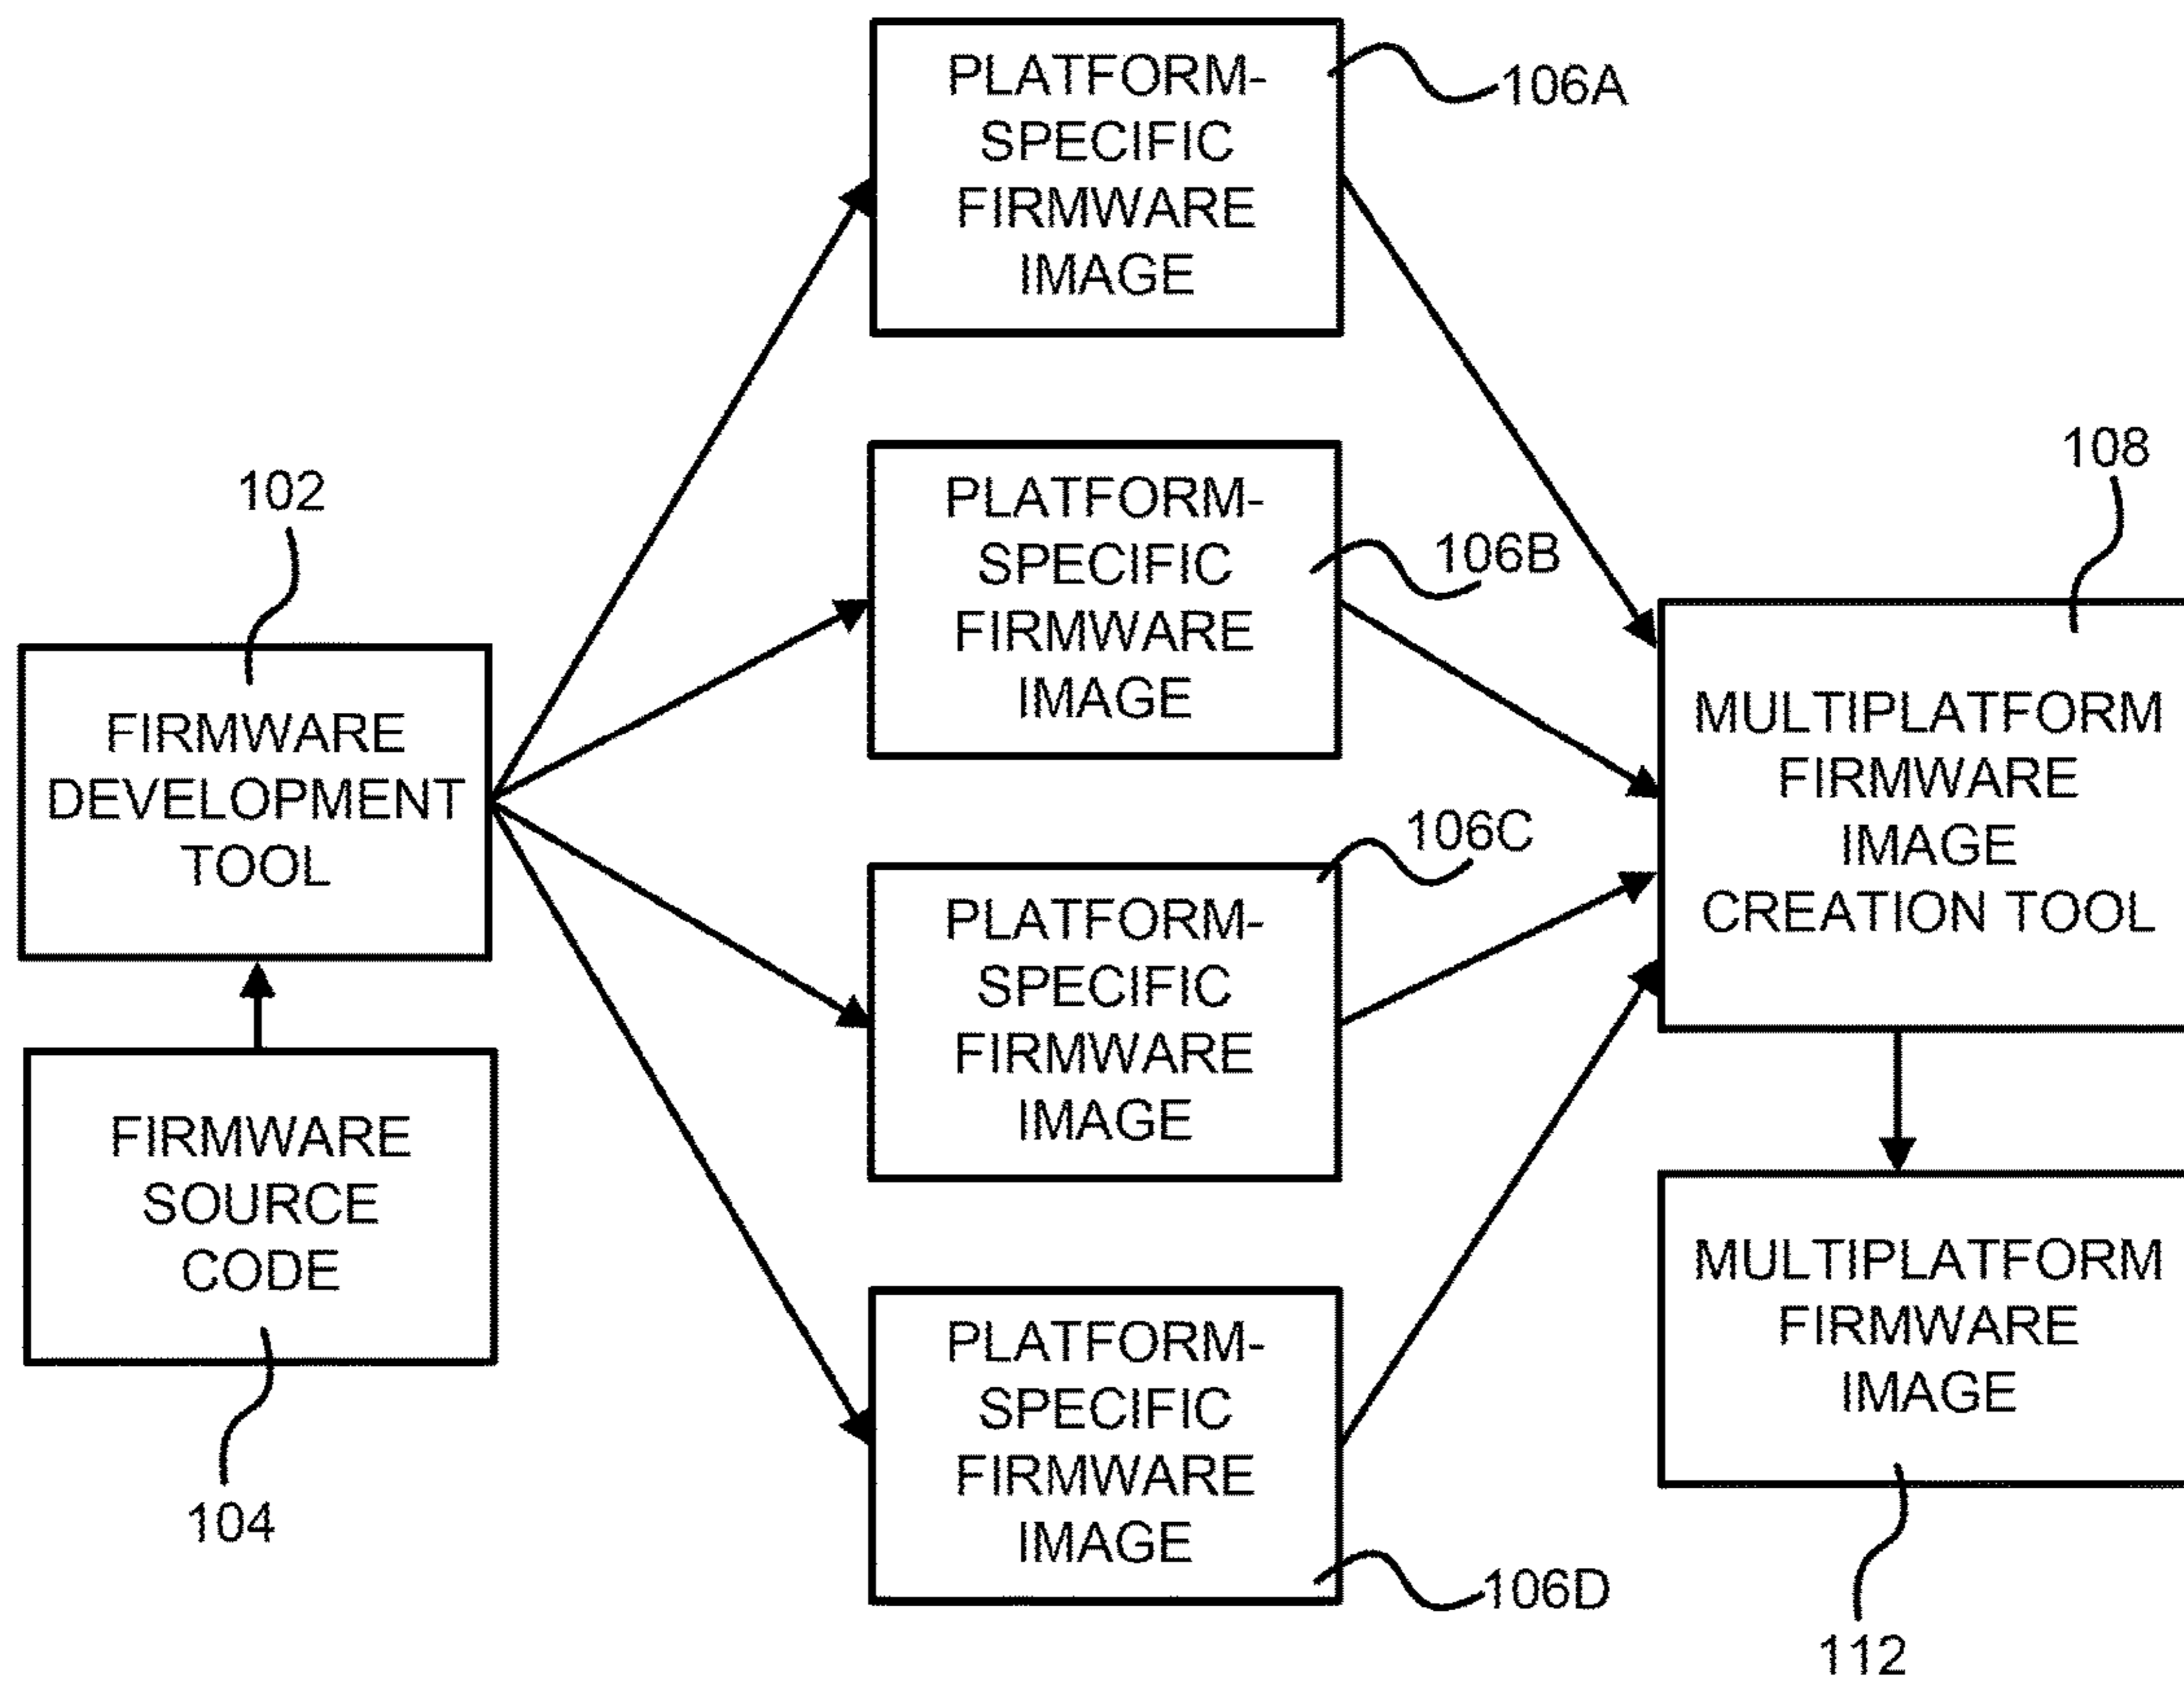 PLATFORM-
SPECIFIC
FIRMWARE
IMAGE
106A
PLATFORM-
SPECIFIC
FIRMWARE
IMAGE
106B
108
102
FIRMWARE
DEVELOPMENT
TOOL
MULTIPLATFORM
FIRMWARE
IMAGE
CREATION TOOL
106C
PLATFORM-
SPECIFIC
FIRMWARE
IMAGE
FIRMWARE
SOURCE
CODE
104
MULTIPLATFORM
FIRMWARE
IMAGE
112
PLATFORM-
SPECIFIC
FIRMWARE
IMAGE
106D